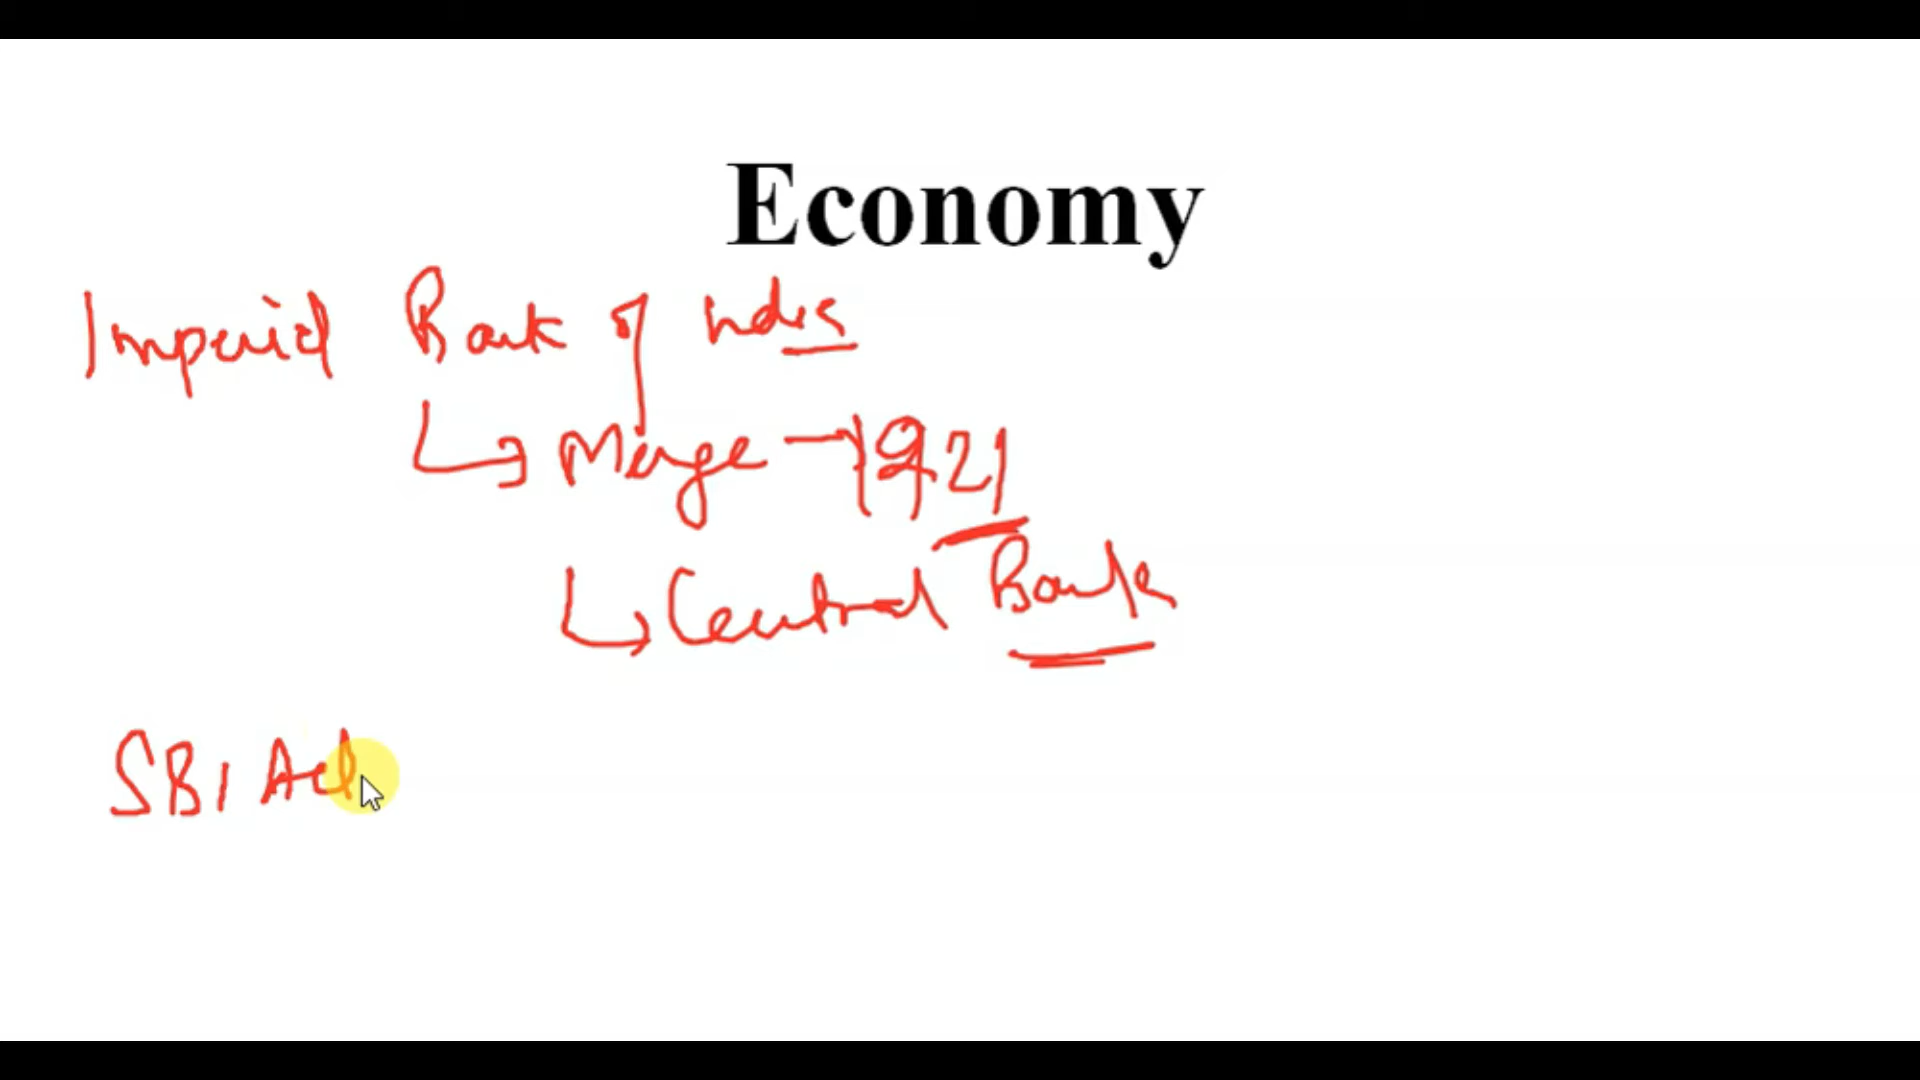 Economy
Imperial Bank of India
Merge → 1921
Central Bank
SBI Act